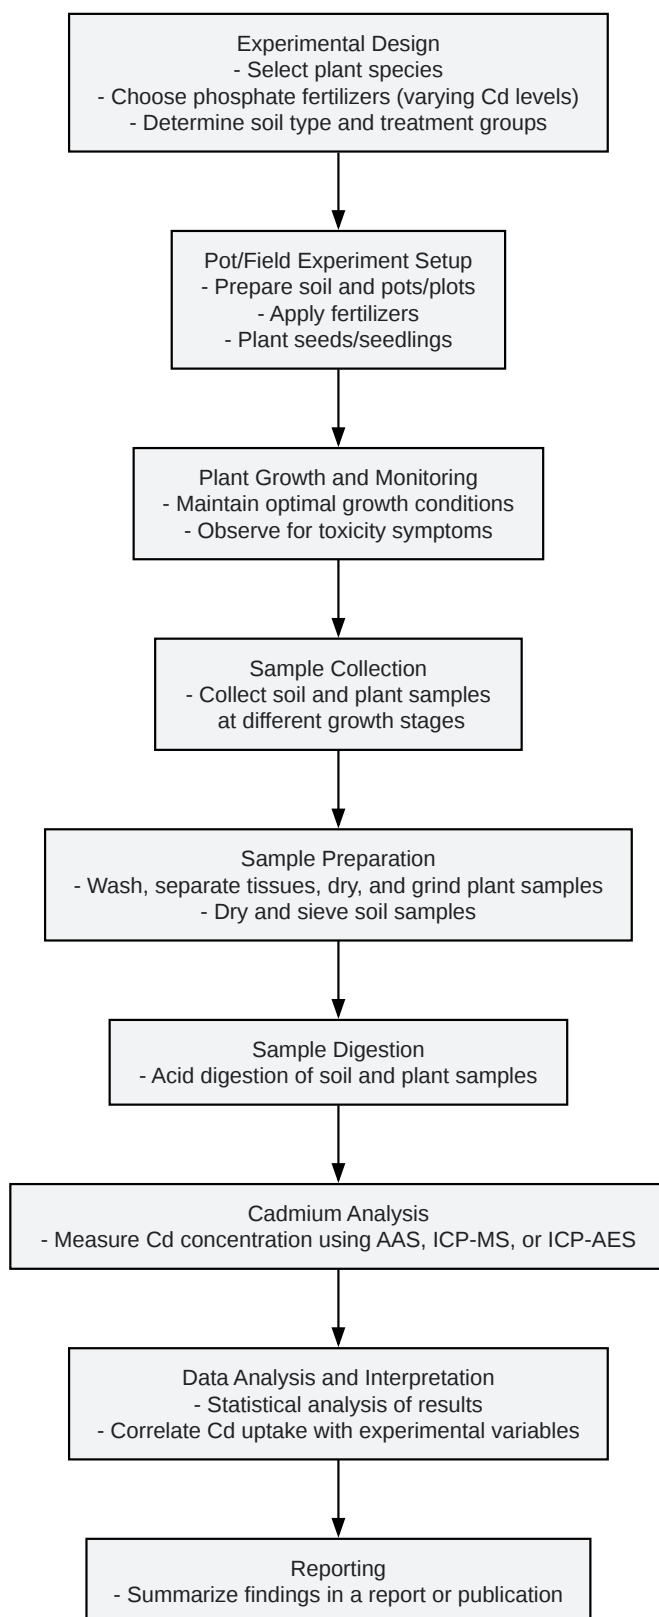 Experimental Design
- Select plant species
- Choose phosphate fertilizers (varying Cd levels)
- Determine soil type and treatment groups
Pot/Field Experiment Setup
- Prepare soil and pots/plots
- Apply fertilizers
- Plant seeds/seedlings
Plant Growth and Monitoring
- Maintain optimal growth conditions
- Observe for toxicity symptoms
Sample Collection
- Collect soil and plant samples
at different growth stages
Sample Preparation
- Wash, separate tissues, dry, and grind plant samples
- Dry and sieve soil samples
Sample Digestion
- Acid digestion of soil and plant samples
Cadmium Analysis
- Measure Cd concentration using AAS, ICP-MS, or ICP-AES
Data Analysis and Interpretation
- Statistical analysis of results
- Correlate Cd uptake with experimental variables
Reporting
- Summarize findings in a report or publication